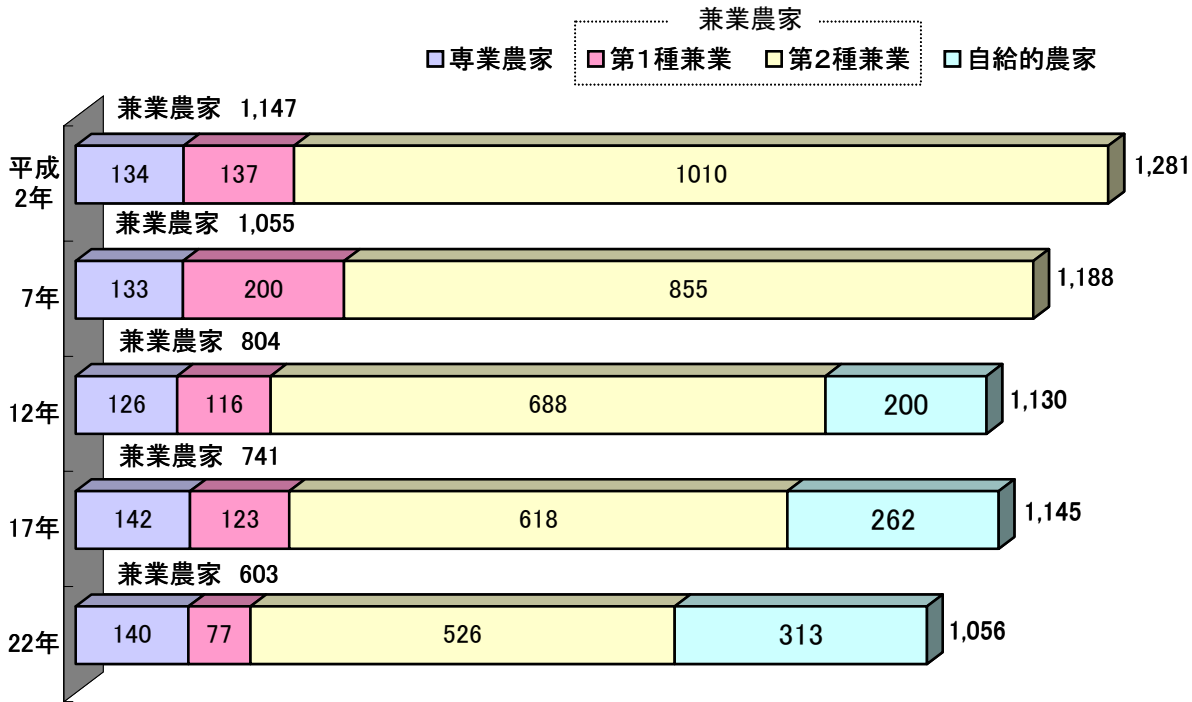 兼業農家
専業農家 第1種兼業 第2種兼業 自給的農家
兼業農家 1,147
平成
2年
134 137 1010 1,281
兼業農家 1,055
7年 133 200 855 1,188
兼業農家 804
12年 126 116 688 200 1,130
兼業農家 741
17年 142 123 618 262 1,145
兼業農家 603
22年 140 77 526 313 1,056